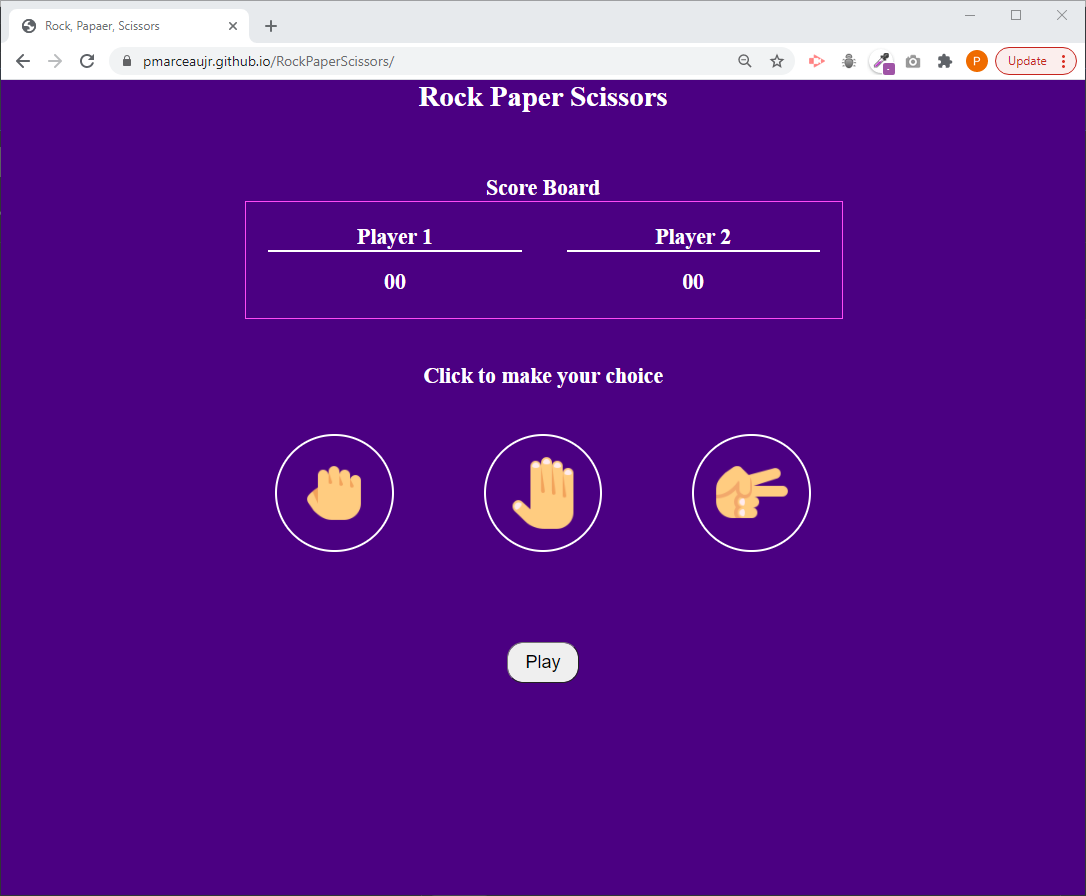 Rock, Papaer, Scissors
pmarceaujr.github.io/RockPaperScissors/
P
Update
Rock Paper Scissors
Score Board
Player 1 Player 2
00 00
Click to make your choice
Play